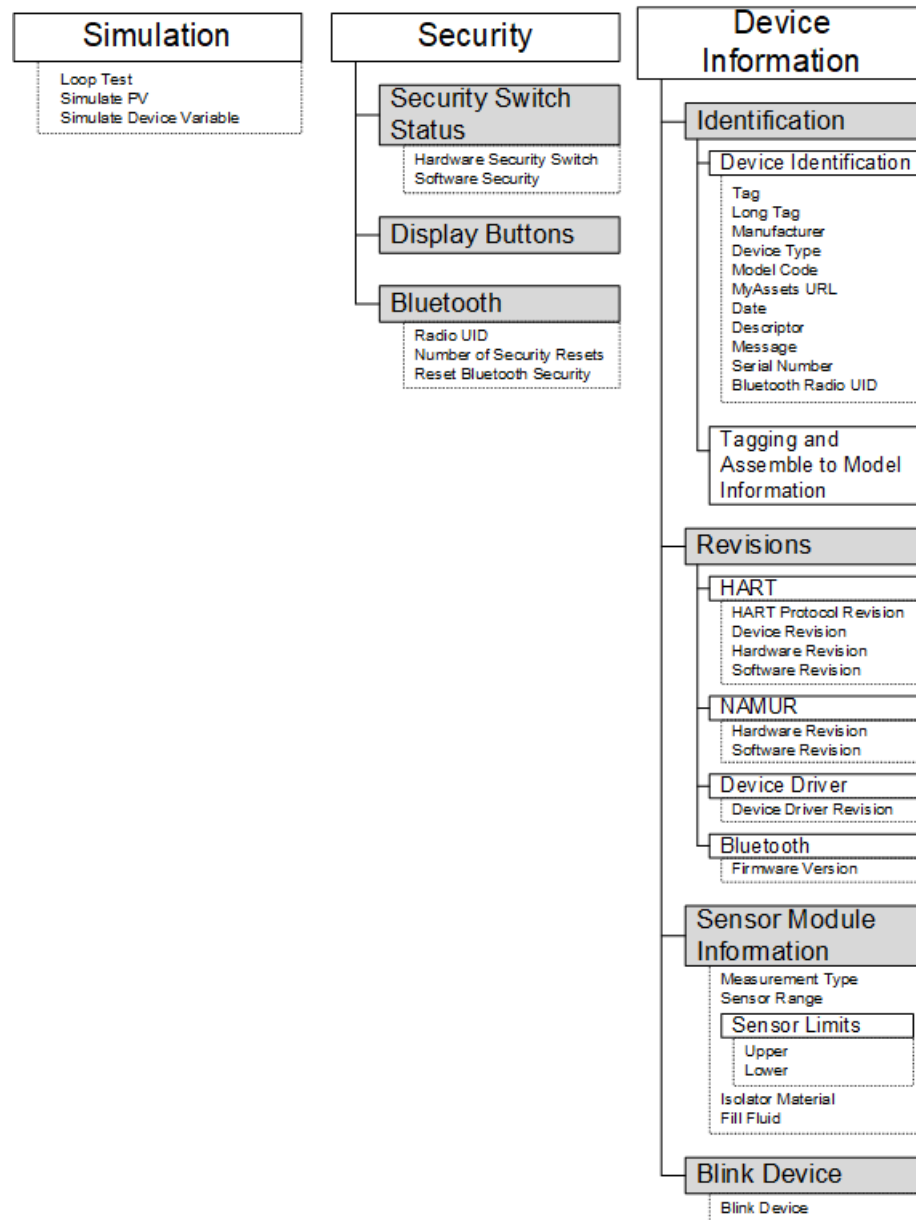 Simulation
Loop Test
Simulate PV
Simulate Device Variable
Security
Security Switch
Status
Hardware Security Switch
Software Security
Display Buttons
Bluetooth
Radio UID
Number of Security Resets
Reset Bluetooth Security
Device
Information
Identification
Device Identification
Tag
Long Tag
Manufacturer
Device Type
Model Code
MyAssets URL
Date
Descriptor
Message
Serial Number
Bluetooth Radio UID
Tagging and
Assemble to Model
Information
Revisions
HART
HART Protocol Revision
Device Revision
Hardware Revision
Software Revision
NAMUR
Hardware Revision
Software Revision
Device Driver
Device Driver Revision
Bluetooth
Firmware Version
Sensor Module
Information
Measurement Type
Sensor Range
Sensor Limits
Upper
Lower
Isolator Material
Fill Fluid
Blink Device
Blink Device